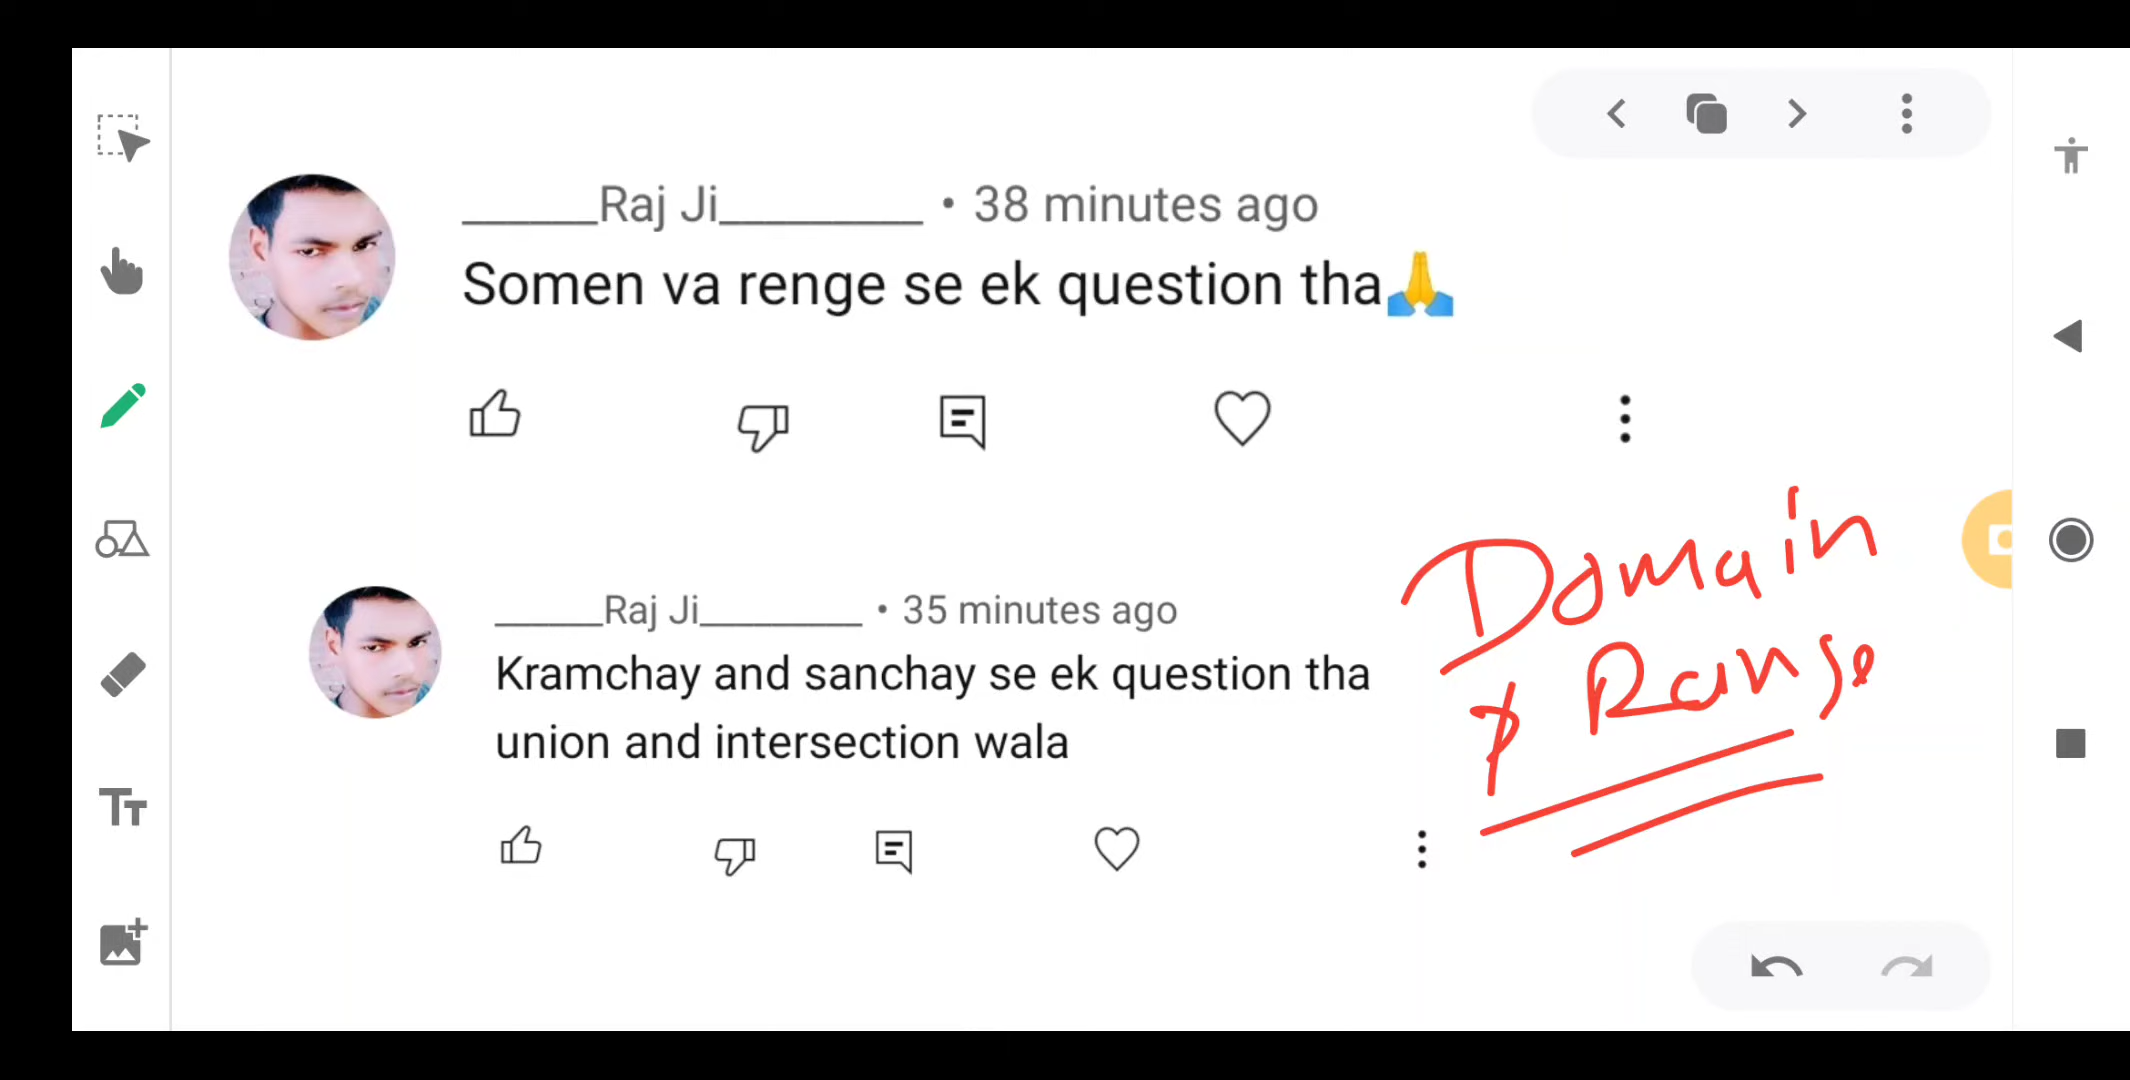 ______Raj Ji_________ • 38 minutes ago
Somen va renge se ek question tha🙏
Domain
& Range
______Raj Ji_________ • 35 minutes ago
Kramchay and sanchay se ek question tha
union and intersection wala
Tт